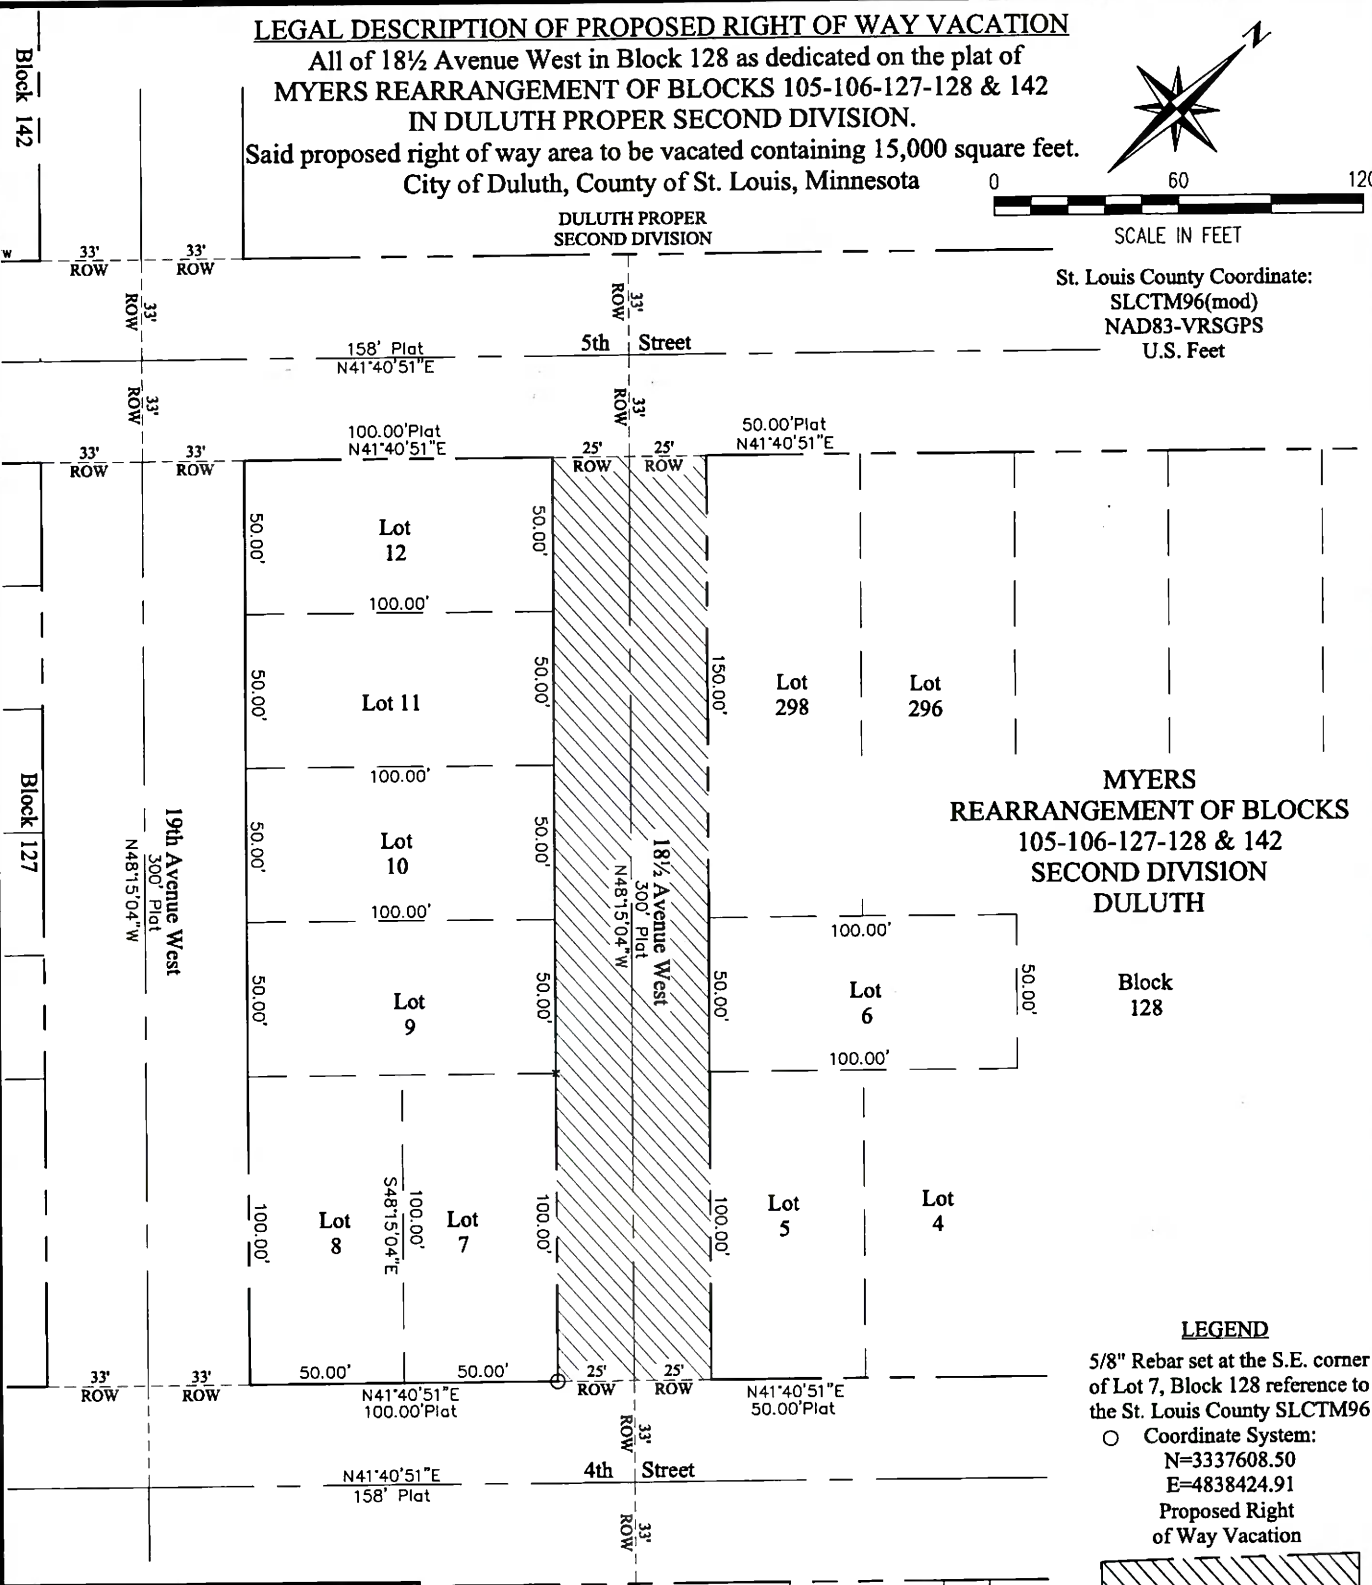 LEGAL DESCRIPTION OF PROPOSED RIGHT OF WAY VACATION
All of 18½ Avenue West in Block 128 as dedicated on the plat of
MYERS REARRANGEMENT OF BLOCKS 105-106-127-128 & 142
IN DULUTH PROPER SECOND DIVISION.
Said proposed right of way area to be vacated containing 15,000 square feet.
City of Duluth, County of St. Louis, Minnesota
N
0 60 120
SCALE IN FEET
St. Louis County Coordinate:
SLCTM96(mod)
NAD83-VRSGPS
U.S. Feet
Block 142
DULUTH PROPER
SECOND DIVISION
W
33' 33'
ROW ROW
33'
ROW
33'
ROW
158' Plat
N41°40'51"E
5th Street
33'
ROW
33'
ROW
100.00'Plat
N41°40'51"E
50.00'Plat
N41°40'51"E
33' 33'
ROW ROW
25' 25'
ROW ROW
50.00'
Lot
12
50.00'
100.00'
50.00'
Lot 11
50.00'
150.00'
Lot
298
Lot
296
100.00'
50.00'
Lot
10
50.00'
100.00'
MYERS
REARRANGEMENT OF BLOCKS
105-106-127-128 & 142
SECOND DIVISION
DULUTH
Block 127
19th Avenue West
300' Plat
N48°15'04"W
18½ Avenue West
300' Plat
N48°15'04"W
50.00'
Lot
9
50.00'
50.00'
100.00'
Lot
6
50.00'
100.00'
Block
128
100.00'
Lot
8
100.00'
S48°15'04"E
Lot
7
100.00'
100.00'
Lot
5
Lot
4
33' 33'
ROW ROW
50.00' 50.00'
N41°40'51"E
100.00'Plat
25' 25'
ROW ROW
N41°40'51"E
50.00'Plat
33'
ROW
N41°40'51"E
158' Plat
4th Street
33'
ROW
LEGEND
5/8" Rebar set at the S.E. corner
of Lot 7, Block 128 reference to
the St. Louis County SLCTM96
Coordinate System:
N=3337608.50
E=4838424.91
Proposed Right
of Way Vacation